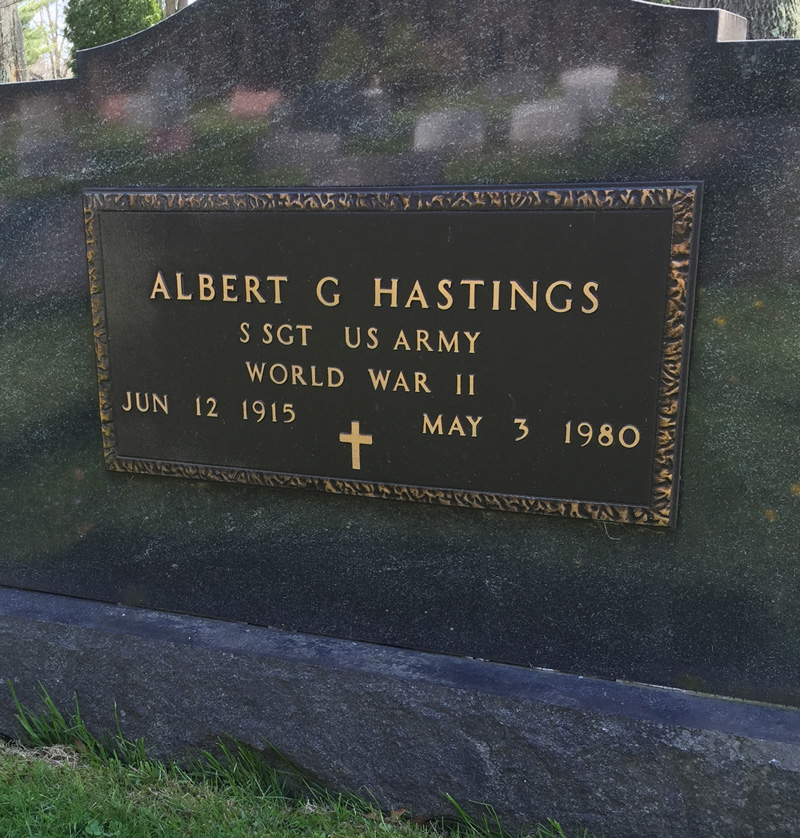 ALBERT G HASTINGS
S SGT US ARMY
WORLD WAR II
JUN 12 1915 MAY 3 1980